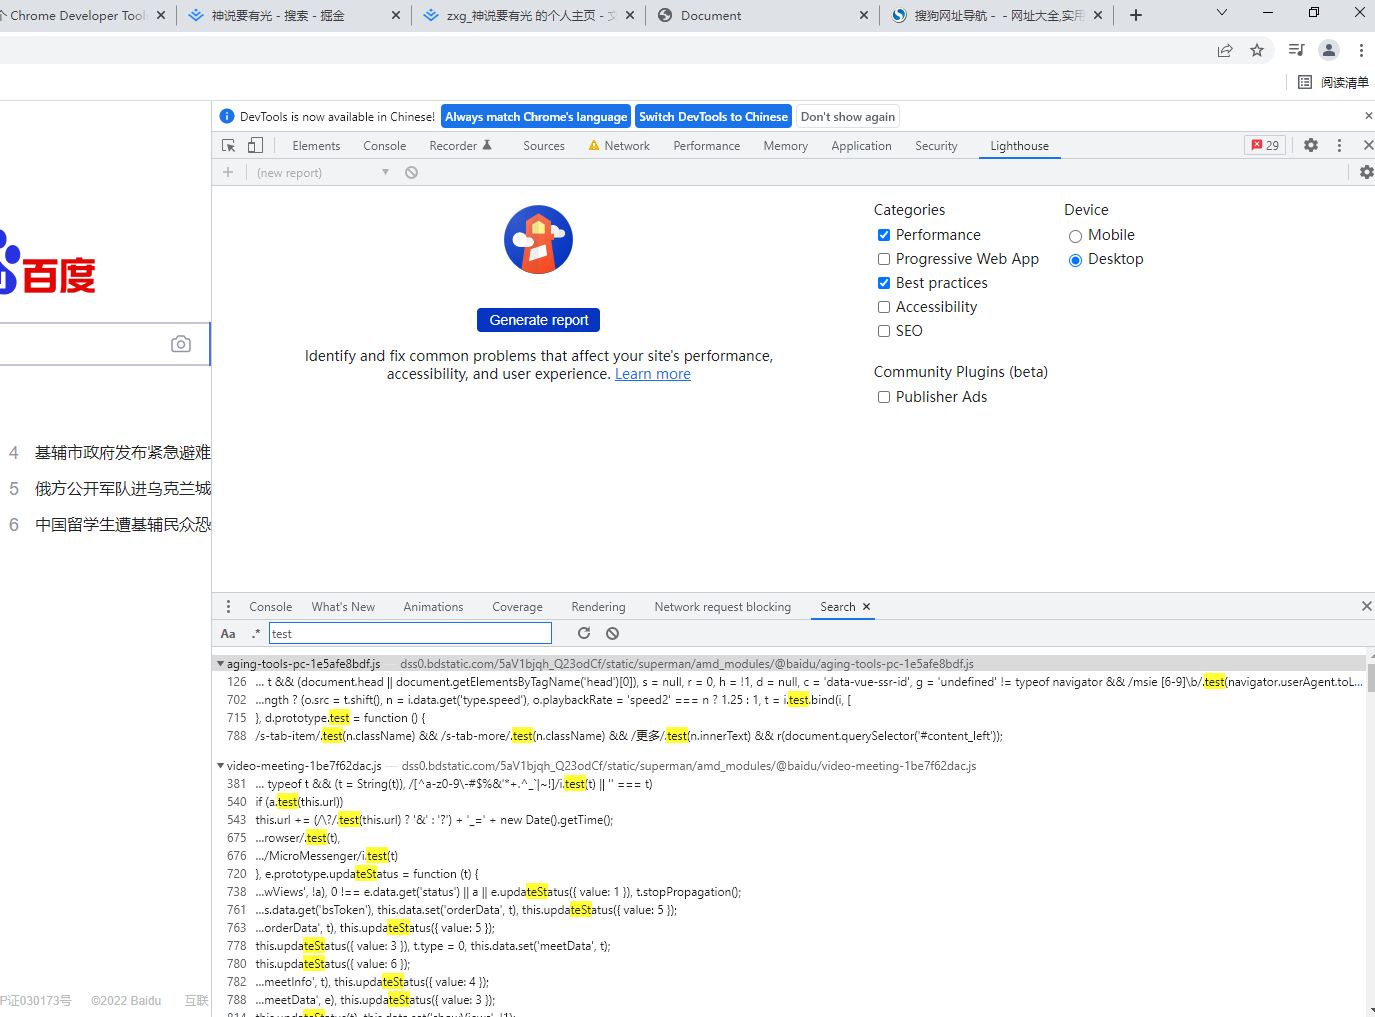 Chrome Developer Tool
神说要有光 - 搜索 - 掘金
zxg_神说要有光 的个人主页 - 文
Document
搜狗网址导航 - - 网址大全,实用
阅读清单
DevTools is now available in Chinese!
Always match Chrome's language
Switch DevTools to Chinese
Don't show again
Elements
Console
Recorder
Sources
Network
Performance
Memory
Application
Security
Lighthouse
29
(new report)
Categories
Device
Performance
Mobile
Progressive Web App
Desktop
Best practices
Accessibility
SEO
Community Plugins (beta)
Publisher Ads
Generate report
Identify and fix common problems that affect your site's performance,
accessibility, and user experience. Learn more
百度
4 基辅市政府发布紧急避难
5 俄方公开军队进乌克兰城
6 中国留学生遭基辅民众恐
P证030173号 ©2022 Baidu 互联
Console
What's New
Animations
Coverage
Rendering
Network request blocking
Search
Aa .* test
aging-tools-pc-1e5afe8bdf.js dss0.bdstatic.com/5aV1bjqh_Q23odCf/static/superman/amd_modules/@baidu/aging-tools-pc-1e5afe8bdf.js
126 ... t && (document.head || document.getElementsByTagName('head')[0]), s = null, r = 0, h = !1, d = null, c = 'data-vue-ssr-id', g = 'undefined' != typeof navigator && /msie [6-9]\b/.test(navigator.userAgent.toL...
702 ...ngth ? (o.src = t.shift(), n = i.data.get('type.speed'), o.playbackRate = 'speed2' === n ? 1.25 : 1, t = i.test.bind(i, [
715 }, d.prototype.test = function () {
788 /s-tab-item/.test(n.className) && /s-tab-more/.test(n.className) && /更多/.test(n.innerText) && r(document.querySelector('#content_left'));
video-meeting-1be7f62dac.js — dss0.bdstatic.com/5aV1bjqh_Q23odCf/static/superman/amd_modules/@baidu/video-meeting-1be7f62dac.js
381 ... typeof t && (t = String(t)), /[^a-z0-9\-#$%&'*+.^_`|~!]/i.test(t) || '' === t)
540 if (a.test(this.url))
543 this.url += (/\?/.test(this.url) ? '&' : '?') + '_=' + new Date().getTime();
675 ...rowser/.test(t),
676 .../MicroMessenger/i.test(t)
720 }, e.prototype.updateStatus = function (t) {
738 ...wViews', !a), 0 !== e.data.get('status') || a || e.updateStatus({ value: 1 }), t.stopPropagation();
761 ...s.data.get('bsToken'), this.data.set('orderData', t), this.updateStatus({ value: 5 });
763 ...orderData', t), this.updateStatus({ value: 5 });
778 this.updateStatus({ value: 3 }), t.type = 0, this.data.set('meetData', t);
780 this.updateStatus({ value: 6 });
782 ...meetInfo', t), this.updateStatus({ value: 4 });
788 ...meetData', e), this.updateStatus({ value: 3 });
814 this.updateStatus(t), this.data.set('showViews', !1);